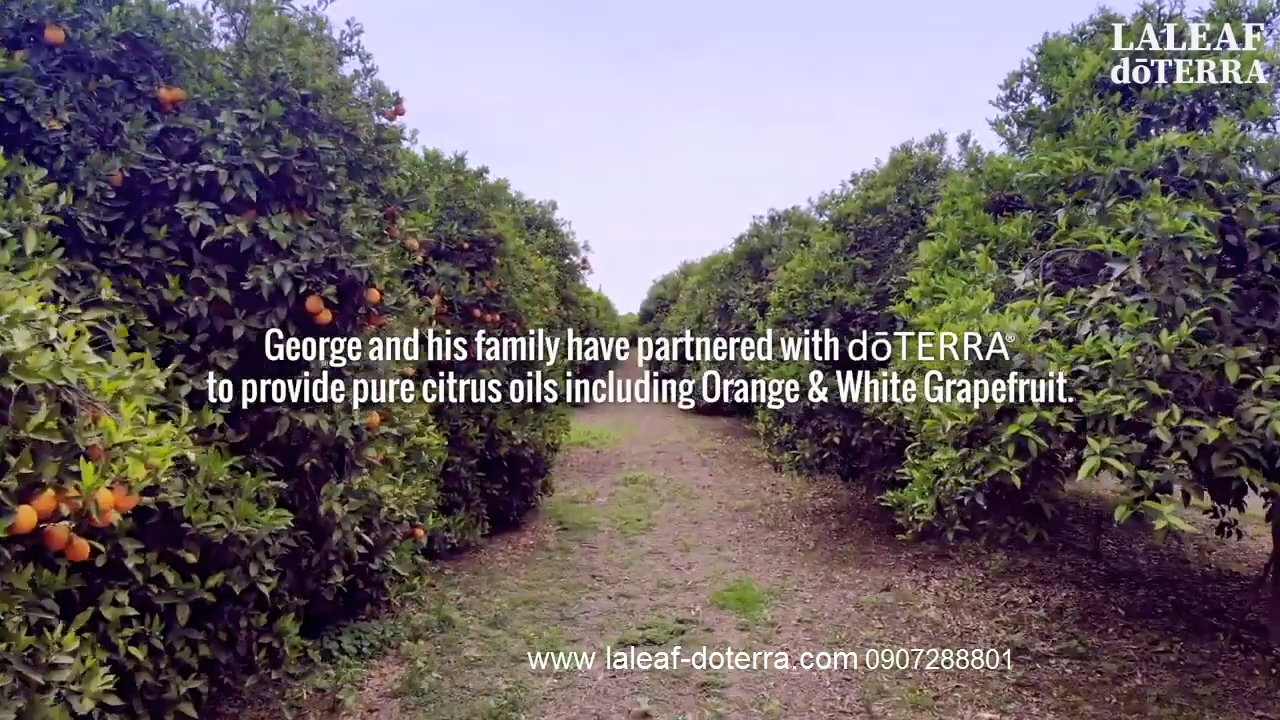 LALEAF
dōTERRA
George and his family have partnered with dōTERRA®
to provide pure citrus oils including Orange & White Grapefruit.
www laleaf-doterra.com 0907288801